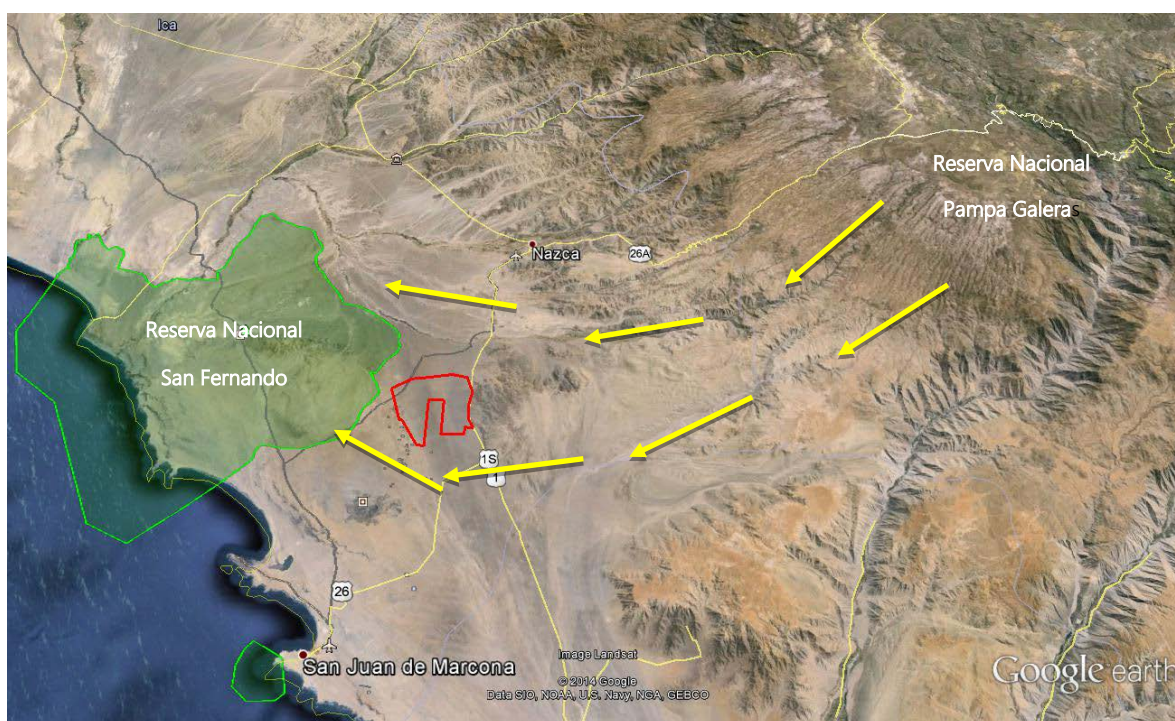 Ica
Reserva Nacional
Pampa Galeras
Nazca
26A
Reserva Nacional
San Fernando
1S
1
26
San Juan de Marcona
Image Landsat
© 2014 Google
Data SIO, NOAA, U.S. Navy, NGA, GEBCO
Google earth